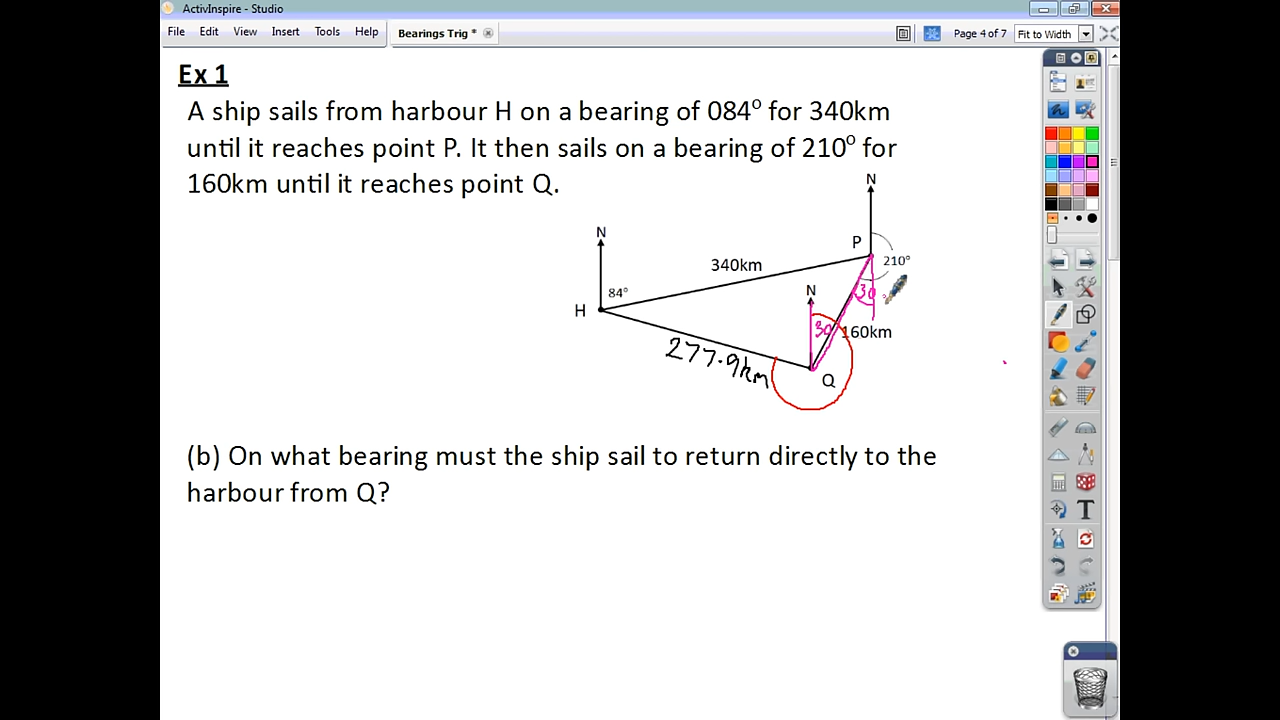 ActivInspire - Studio
File Edit View Insert Tools Help Bearings Trig * Page 4 of 7 Fit to Width
Ex 1
A ship sails from harbour H on a bearing of 084° for 340km
until it reaches point P. It then sails on a bearing of 210° for
160km until it reaches point Q.
N
N
P
210°
340km
84°
N
30
H
30
160km
277.9km
Q
(b) On what bearing must the ship sail to return directly to the
harbour from Q?
T